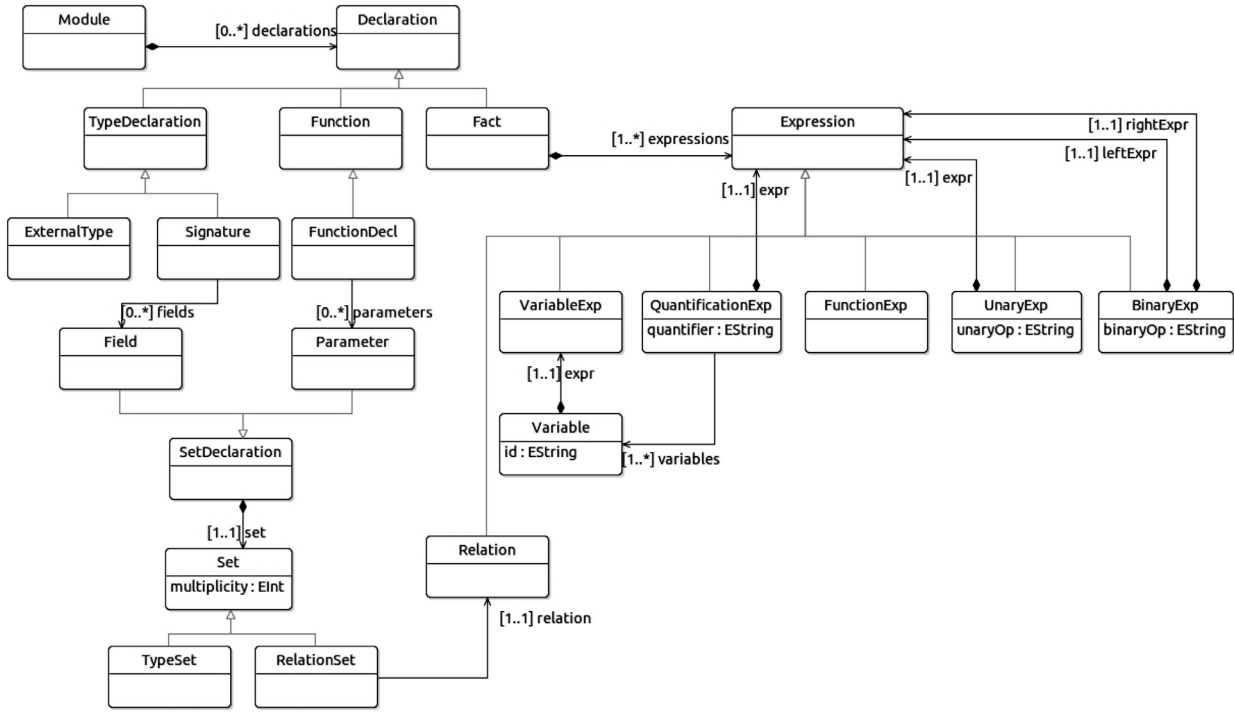 Module
Declaration
[0..*] declarations
TypeDeclaration
Function
Fact
Expression
[1..*] expressions
[1..1] rightExpr
[1..1] leftExpr
[1..1] expr
[1..1] expr
ExternalType
Signature
FunctionDecl
[0..*] fields
[0..*] parameters
VariableExp
QuantificationExp
quantifier : EString
FunctionExp
UnaryExp
unaryOp : EString
BinaryExp
binaryOp : EString
Field
Parameter
[1..1] expr
Variable
id : EString
[1..*] variables
SetDeclaration
[1..1] set
Set
multiplicity : EInt
Relation
[1..1] relation
TypeSet
RelationSet